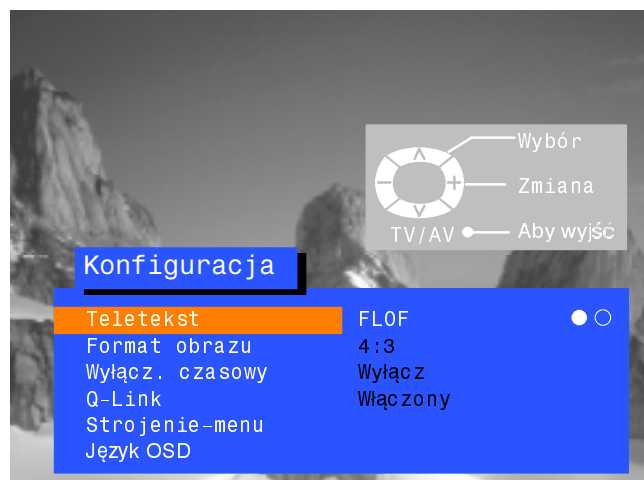 Wybór
Zmiana
TV/AV Aby wyjść
Konfiguracja
Teletekst FLOF
Format obrazu 4:3
Wyłącz. czasowy Wyłącz
Q-Link Włączony
Strojenie-menu
Język OSD